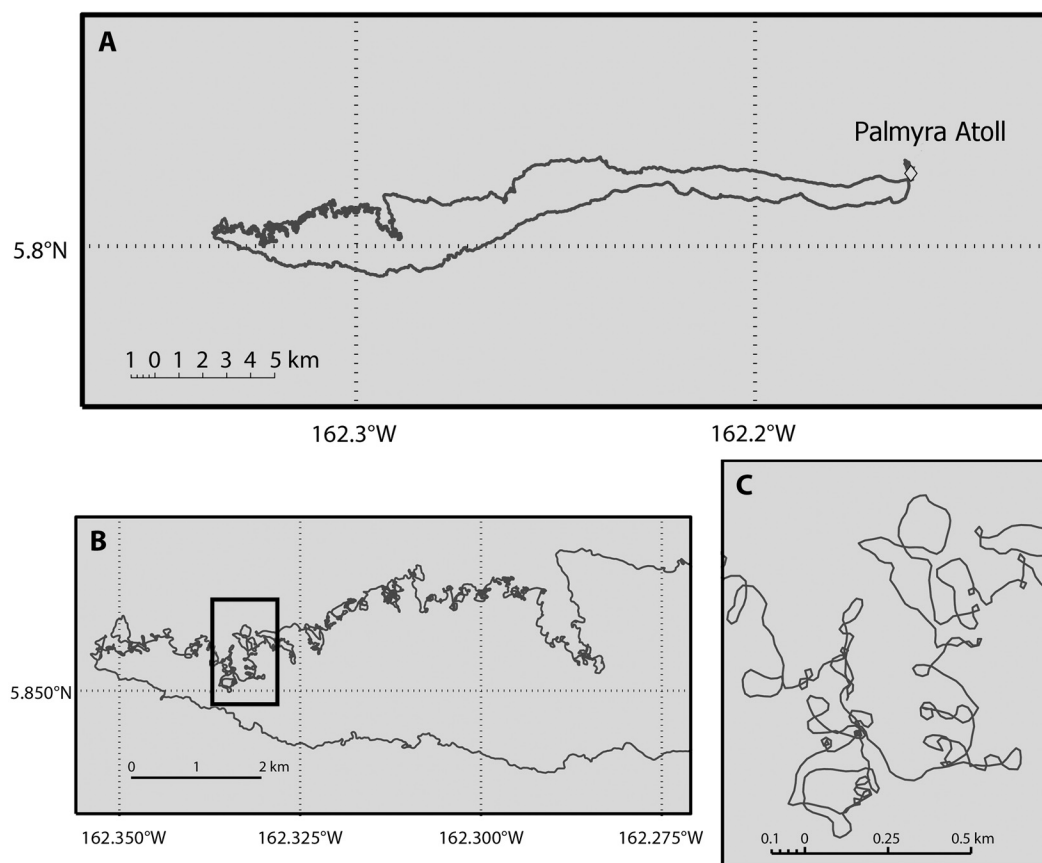 A
Palmyra Atoll
5.8°N
1 0 1 2 3 4 5 km
162.3°W 162.2°W
B
5.850°N
0 1 2 km
162.350°W 162.325°W 162.300°W 162.275°W
C
0.1 0 0.25 0.5 km